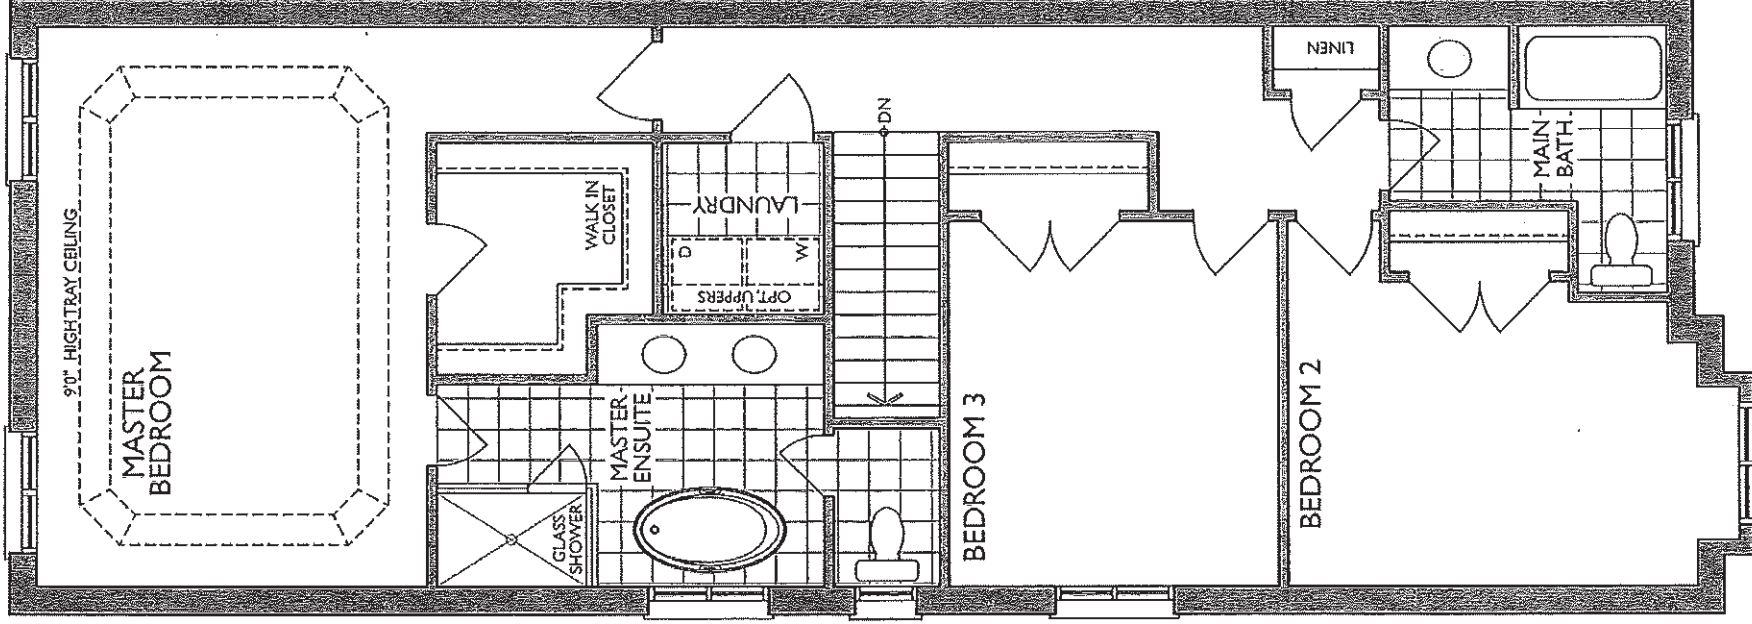 9'0" HIGH TRAY CEILING
MASTER
BEDROOM
WALK IN
CLOSET
LAUNDRY
D
W
OPT. UPPERS
DN
LINEN
MAIN
BATH
MASTER
ENSUITE
GLASS
SHOWER
BEDROOM 3
BEDROOM 2